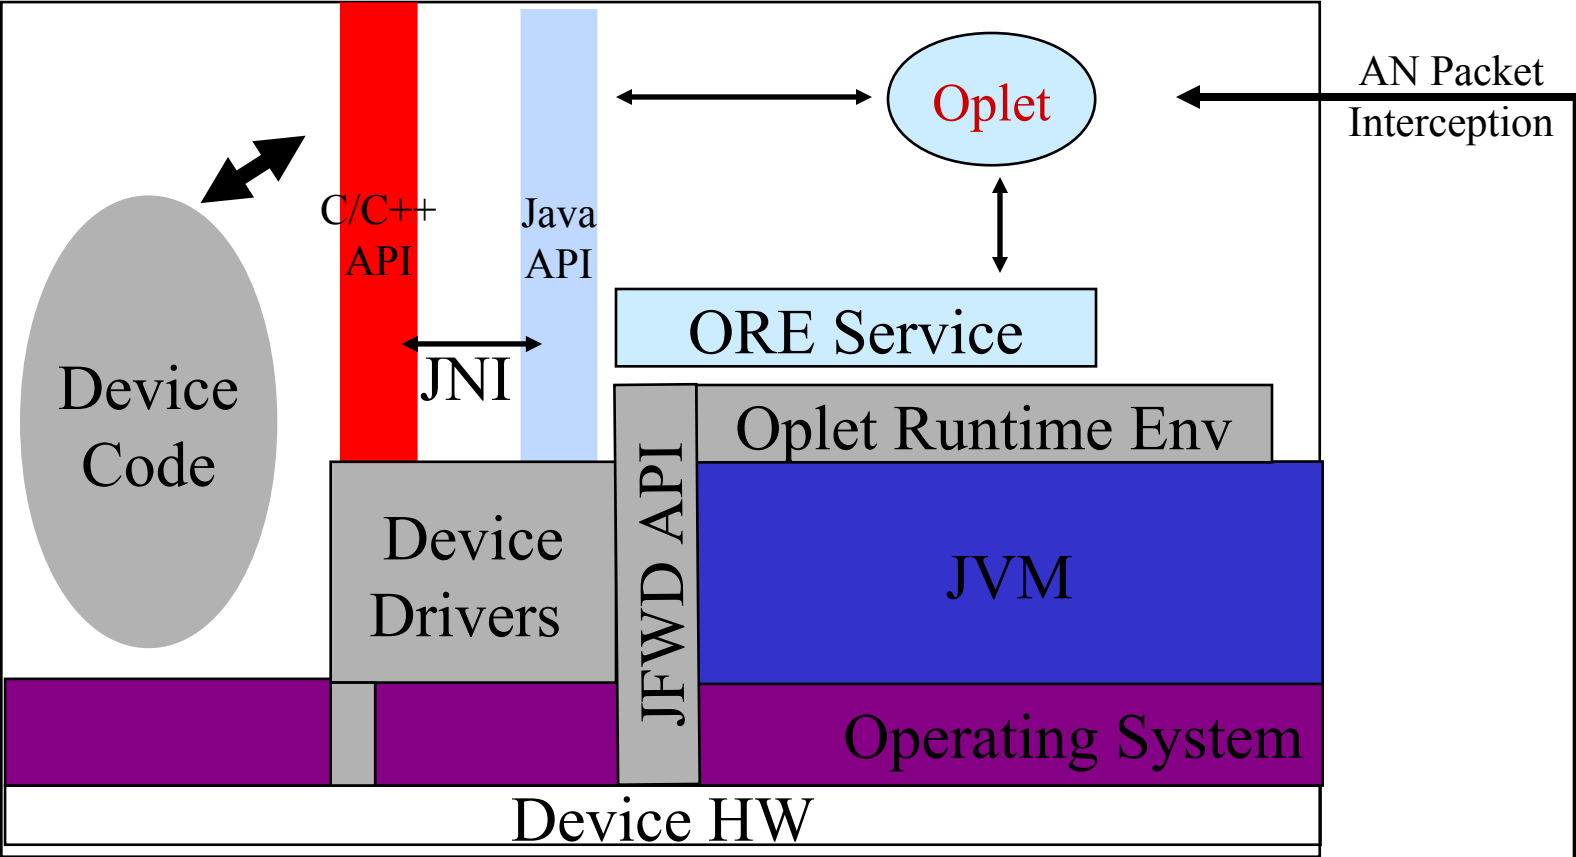 AN Packet
Interception
Oplet
C/C++
API
Java
API
ORE Service
JNI
Device
Code
Oplet Runtime Env
Device
Drivers
JFWD API
JVM
Operating System
Device HW